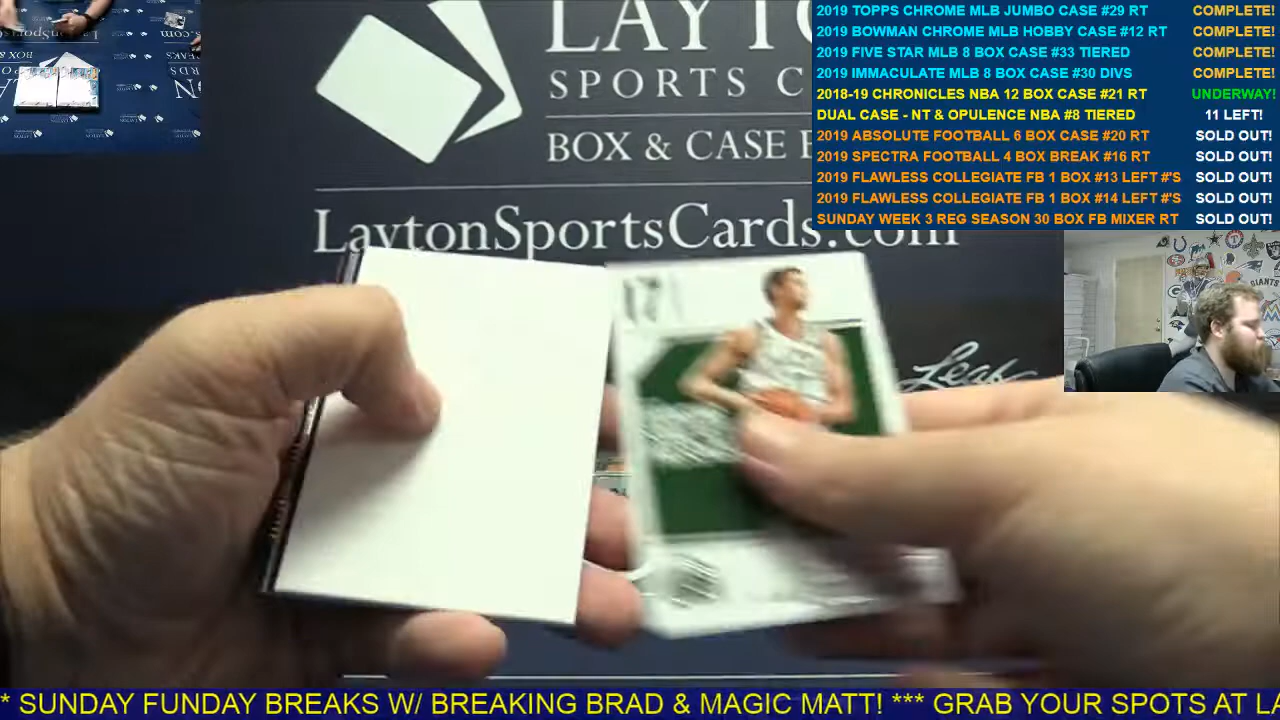 LAYTO
SPORTS C
BOX & CASE B
LaytonSportsCards.com
Leaf
2019 TOPPS CHROME MLB JUMBO CASE #29 RT COMPLETE!
2019 BOWMAN CHROME MLB HOBBY CASE #12 RT COMPLETE!
2019 FIVE STAR MLB 8 BOX CASE #33 TIERED COMPLETE!
2019 IMMACULATE MLB 8 BOX CASE #30 DIVS COMPLETE!
2018-19 CHRONICLES NBA 12 BOX CASE #21 RT UNDERWAY!
DUAL CASE - NT & OPULENCE NBA #8 TIERED 11 LEFT!
2019 ABSOLUTE FOOTBALL 6 BOX CASE #20 RT SOLD OUT!
2019 SPECTRA FOOTBALL 4 BOX BREAK #16 RT SOLD OUT!
2019 FLAWLESS COLLEGIATE FB 1 BOX #13 LEFT #'S SOLD OUT!
2019 FLAWLESS COLLEGIATE FB 1 BOX #14 LEFT #'S SOLD OUT!
SUNDAY WEEK 3 REG SEASON 30 BOX FB MIXER RT SOLD OUT!
GIANTS
* SUNDAY FUNDAY BREAKS W/ BREAKING BRAD & MAGIC MATT! *** GRAB YOUR SPOTS AT LA